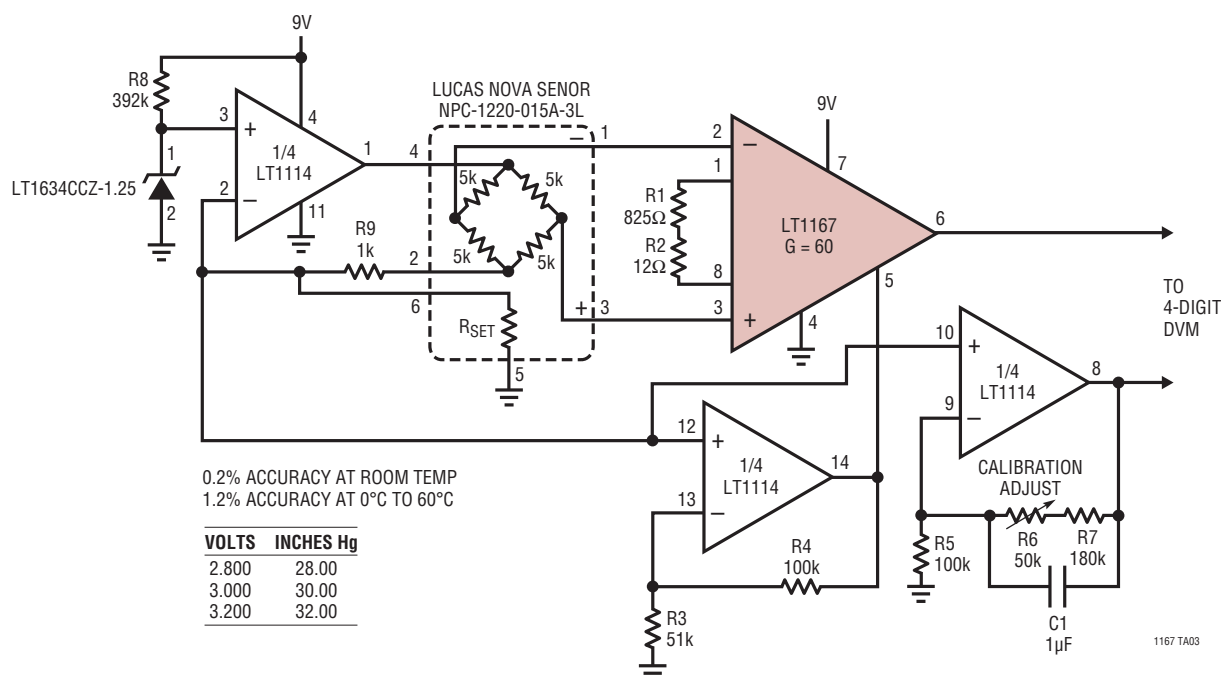 9V
R8
392k
3
+
4
1/4
LT1114
1
1
LT1634CCZ-1.25
2
2
–
11
LUCAS NOVA SENOR
NPC-1220-015A-3L
4
–
1
5k
5k
5k
5k
R9
1k
2
6
RSET
5
+
3
2
–
1
R1
825Ω
R2
12Ω
8
3
+
9V
7
LT1167
G = 60
6
5
4
TO
4-DIGIT
DVM
10
+
1/4
LT1114
8
9
–
12
+
1/4
LT1114
14
13
–
CALIBRATION
ADJUST
R6
50k
R7
180k
R5
100k
C1
1µF
R4
100k
R3
51k
0.2% ACCURACY AT ROOM TEMP
1.2% ACCURACY AT 0°C TO 60°C
VOLTS INCHES Hg
2.800 28.00
3.000 30.00
3.200 32.00
1167 TA03